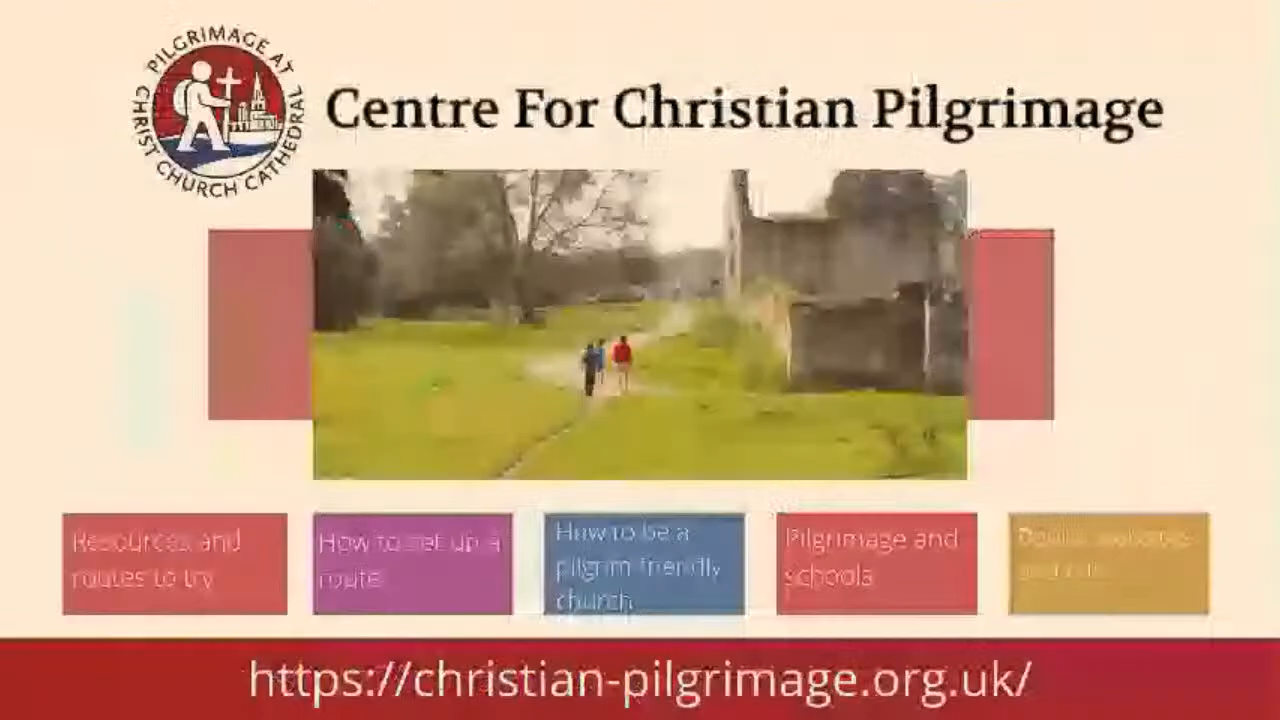 PILGRIMAGE AT
CHRIST CHURCH CATHEDRAL
Centre For Christian Pilgrimage
Resources and
routes to try
How to set up a
route
How to be a
pilgrim friendly
church
Pilgrimage and
schools
https://christian-pilgrimage.org.uk/